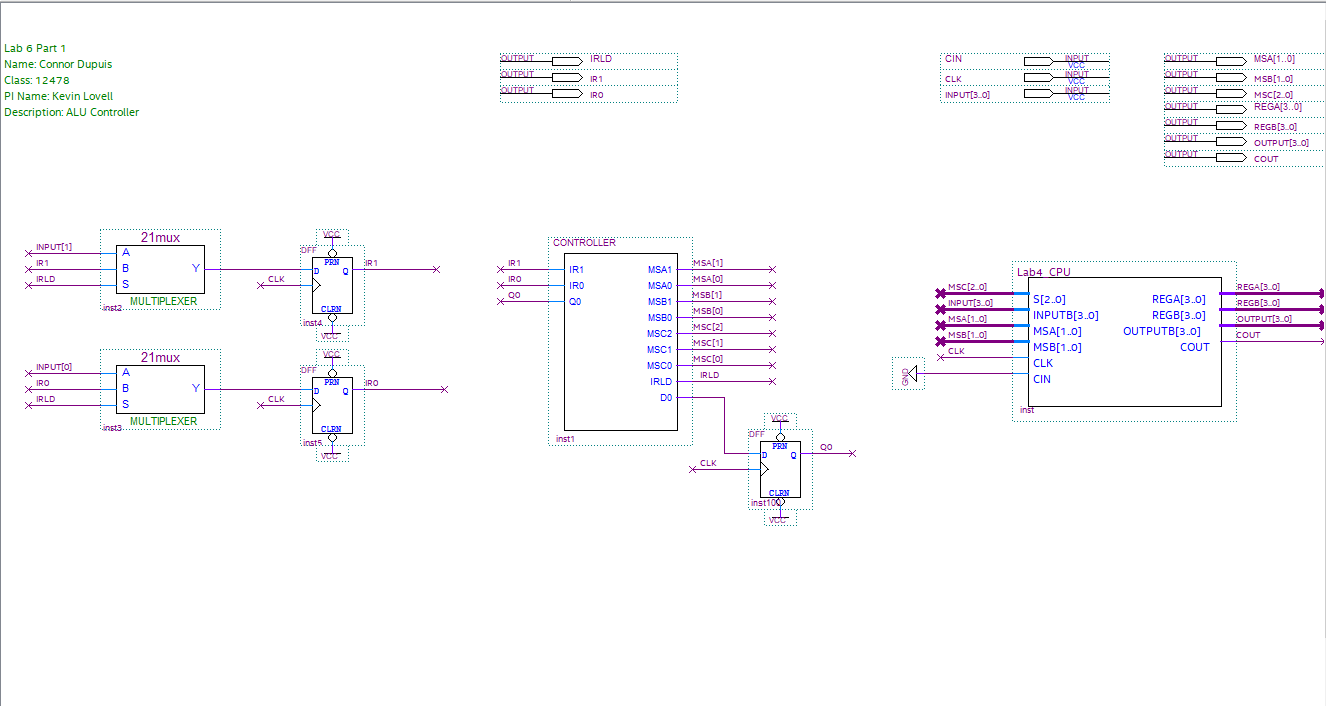 Lab 6 Part 1
Name: Connor Dupuis
Class: 12478
PI Name: Kevin Lovell
Description: ALU Controller
OUTPUT IRLD
OUTPUT IR1
OUTPUT IR0
CIN INPUT VCC
CLK INPUT VCC
INPUT[3..0] INPUT VCC
OUTPUT MSA[1..0]
OUTPUT MSB[1..0]
OUTPUT MSC[2..0]
OUTPUT REGA[3..0]
OUTPUT REGB[3..0]
OUTPUT OUTPUT[3..0]
OUTPUT COUT
21mux
INPUT[1] A
IR1 B Y
IRLD S
MULTIPLEXER
inst2
VCC
DFF
PRN
D Q IR1
CLK
CLRN
inst4
VCC
21mux
INPUT[0] A
IR0 B Y
IRLD S
MULTIPLEXER
inst3
VCC
DFF
PRN
D Q IR0
CLK
CLRN
inst5
VCC
CONTROLLER
IR1 IR1 MSA1 MSA[1]
IR0 IR0 MSA0 MSA[0]
Q0 Q0 MSB1 MSB[1]
MSB0 MSB[0]
MSC2 MSC[2]
MSC1 MSC[1]
MSC0 MSC[0]
IRLD IRLD
D0
inst1
VCC
DFF
PRN
D Q Q0
CLK
CLRN
inst100
VCC
Lab4_CPU
MSC[2..0] S[2..0] REGA[3..0] REGA[3..0]
INPUT[3..0] INPUTB[3..0] REGB[3..0] REGB[3..0]
MSA[1..0] MSA[1..0] OUTPUTB[3..0] OUTPUT[3..0]
MSB[1..0] MSB[1..0] COUT COUT
CLK CLK
GND CIN
inst